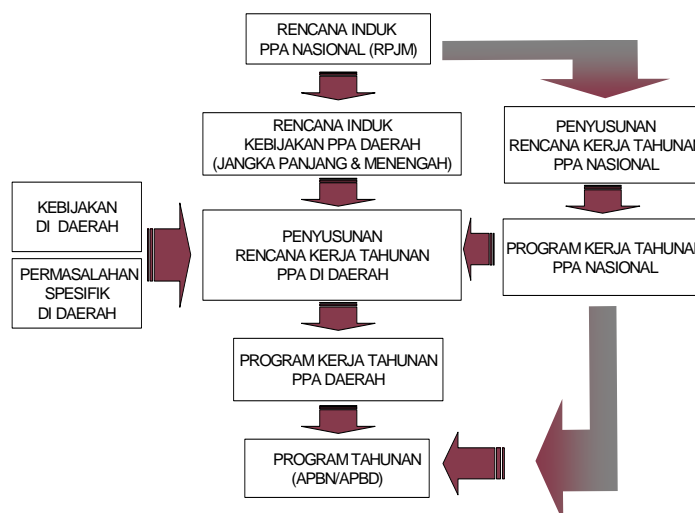 RENCANA INDUK
PPA NASIONAL (RPJM)
RENCANA INDUK
KEBIJAKAN PPA DAERAH
(JANGKA PANJANG & MENENGAH)
PENYUSUNAN
RENCANA KERJA TAHUNAN
PPA NASIONAL
KEBIJAKAN
DI DAERAH
PERMASALAHAN
SPESIFIK
DI DAERAH
PENYUSUNAN
RENCANA KERJA TAHUNAN
PPA DI DAERAH
PROGRAM KERJA TAHUNAN
PPA NASIONAL
PROGRAM KERJA TAHUNAN
PPA DAERAH
PROGRAM TAHUNAN
(APBN/APBD)